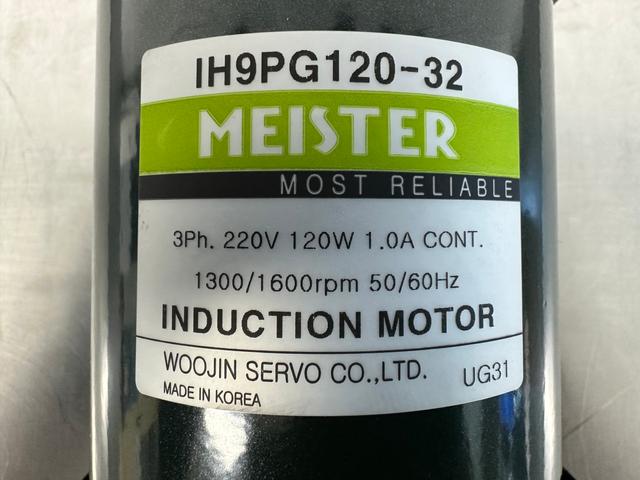 IH9PG120-32
MEISTER
MOST RELIABLE
3Ph. 220V 120W 1.0A CONT.
1300/1600rpm 50/60Hz
INDUCTION MOTOR
WOOJIN SERVO CO.,LTD. UG31
MADE IN KOREA